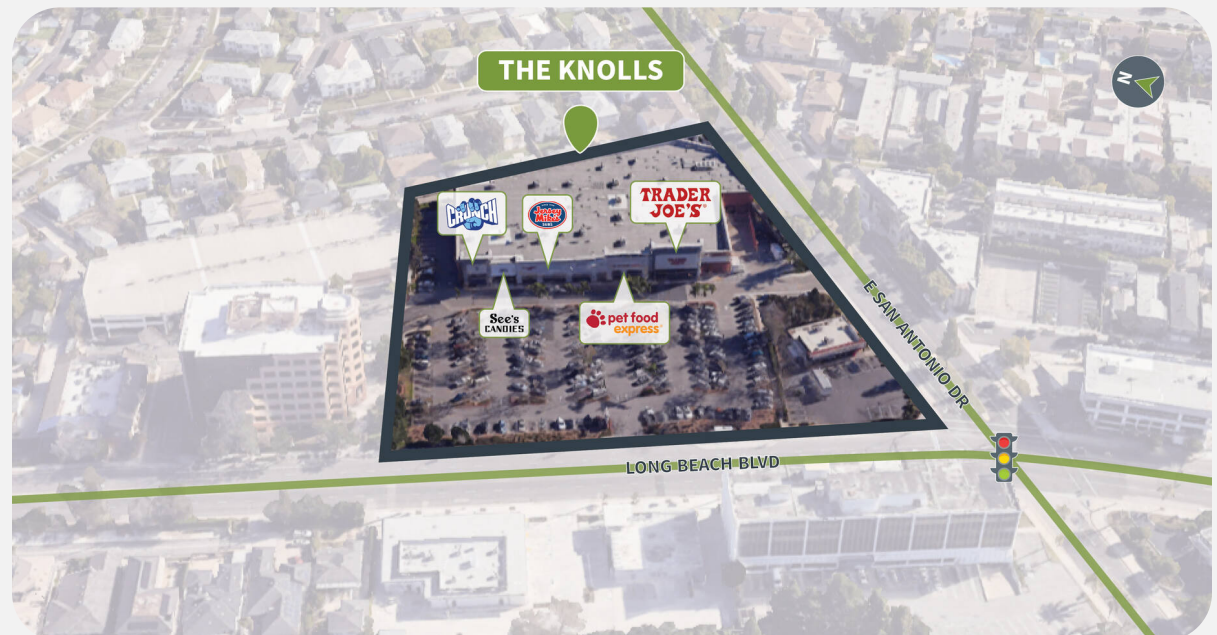 THE KNOLLS
N
CRUNCH
Jersey
Mike's
SUBS
TRADER
JOE'S®
See's
CANDIES
pet food
express
E SAN ANTONIO DR
LONG BEACH BLVD